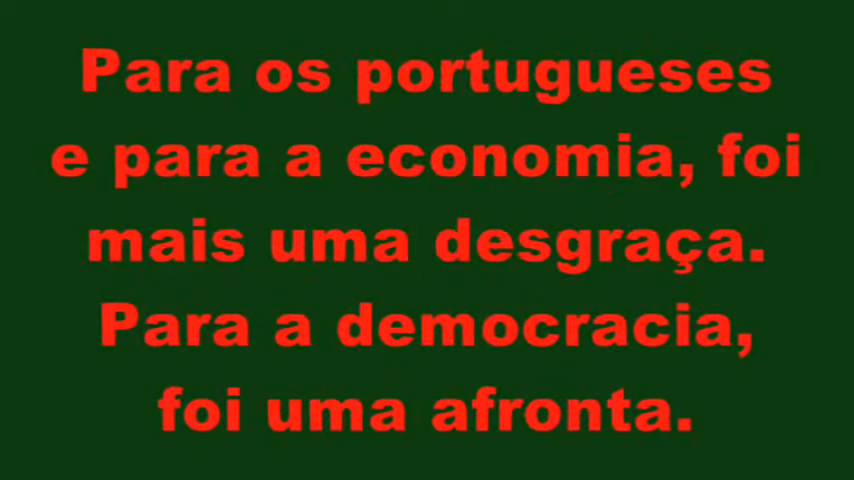 Para os portugueses
e para a economia, foi
mais uma desgraça.
Para a democracia,
foi uma afronta.